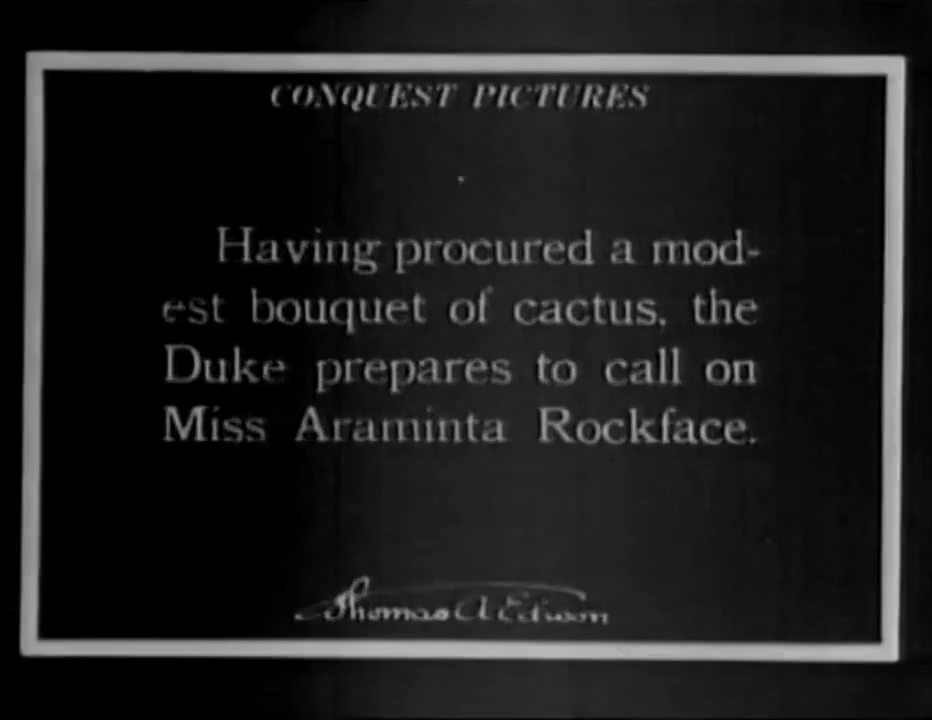 CONQUEST PICTURES
Having procured a mod-
est bouquet of cactus, the
Duke prepares to call on
Miss Araminta Rockface.
Thomas A Edison